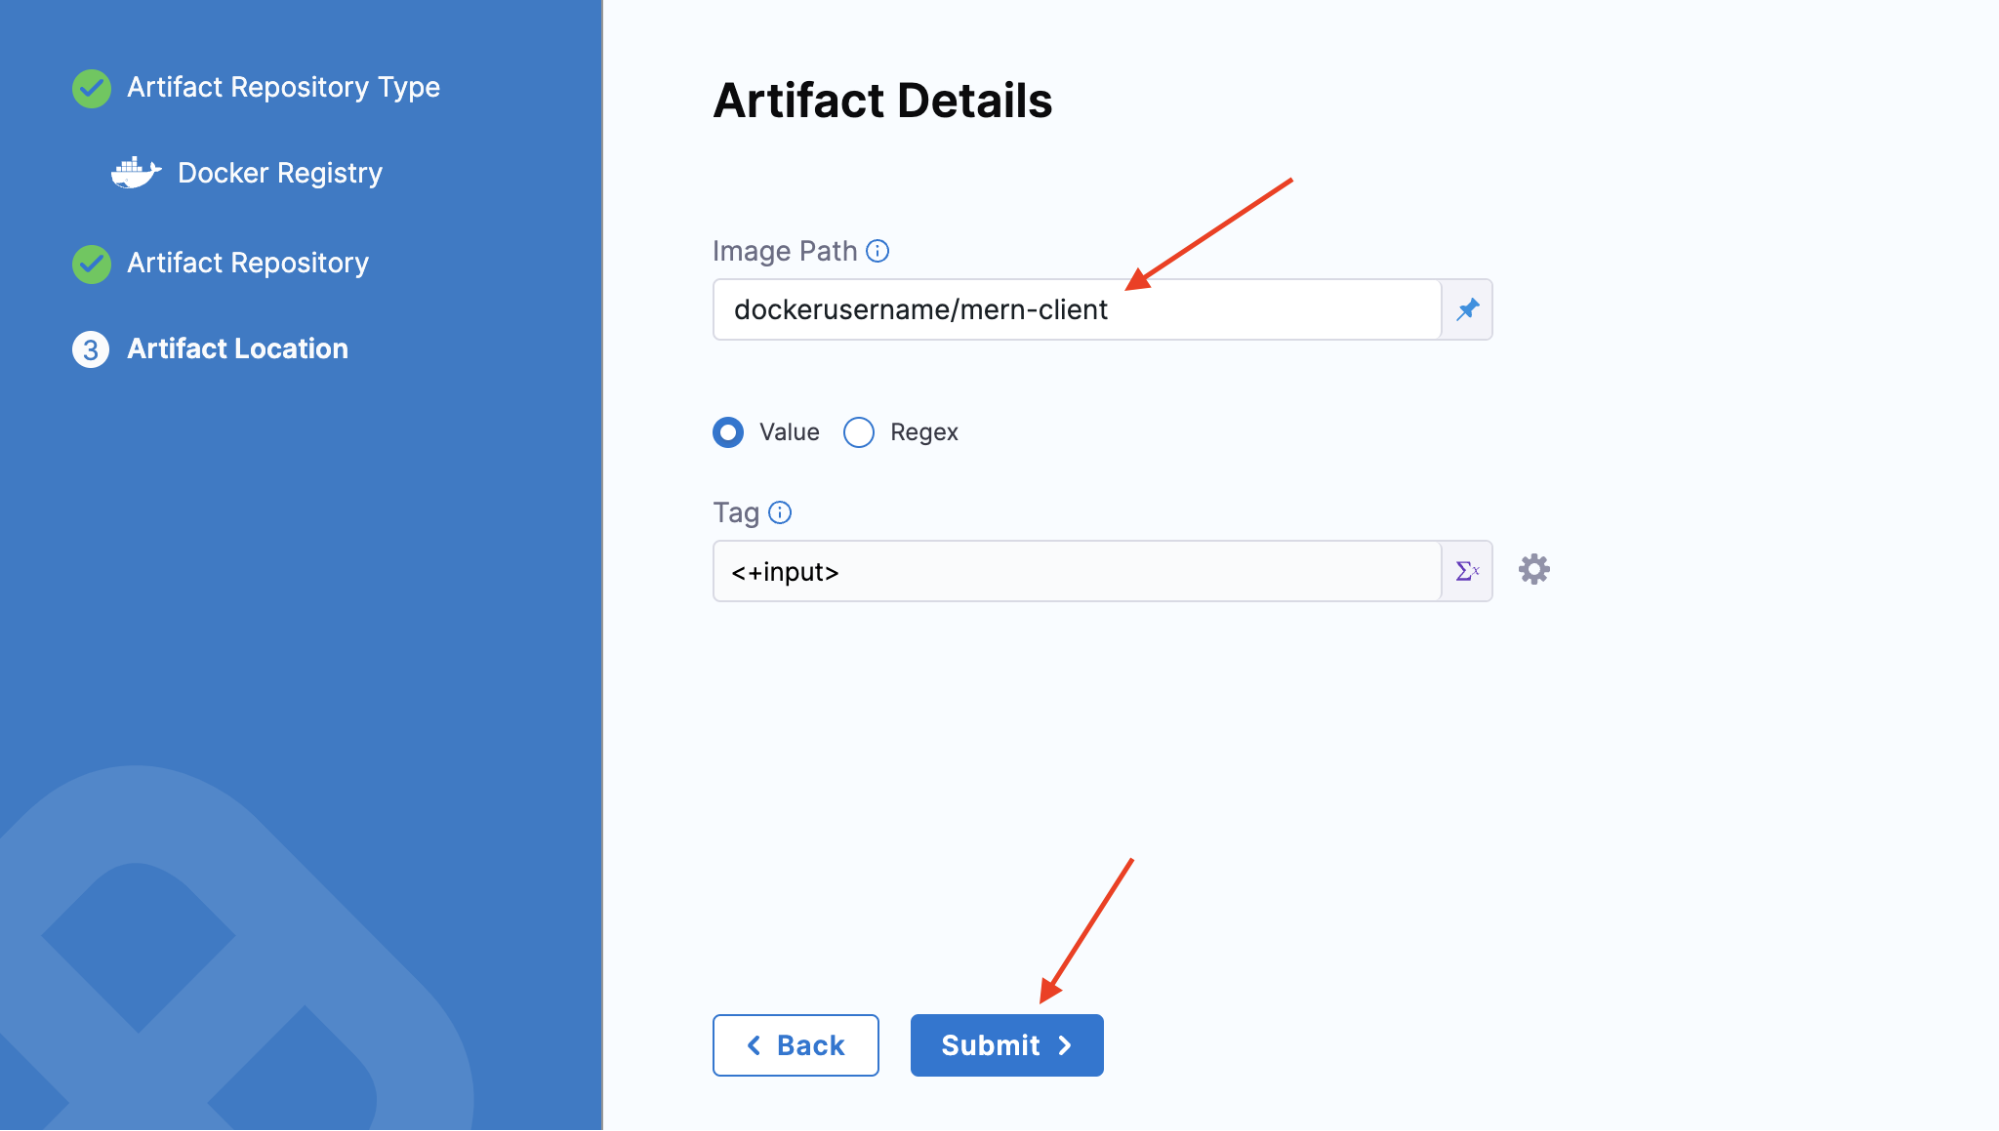 Artifact Repository Type
Docker Registry
Artifact Repository
3 Artifact Location
Artifact Details
Image Path
dockerusername/mern-client
Value Regex
Tag
<+input>
Σx
Back Submit